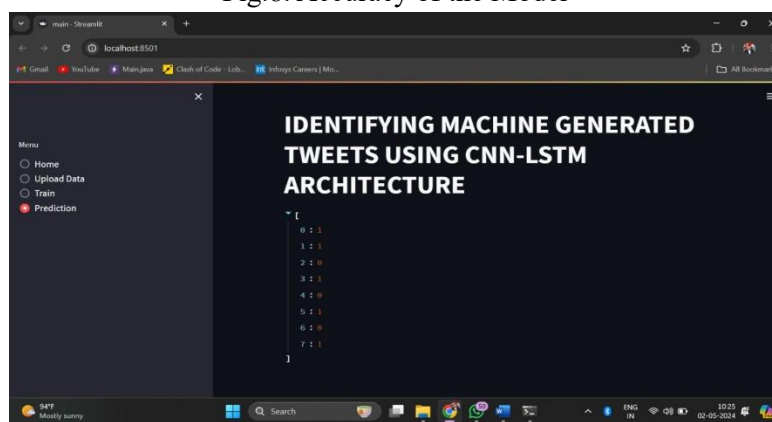 Fig.8. Accuracy of the Model
main · Streamlit
localhost:8501
Gmail YouTube Main.java Clash of Code - Lob... Infosys Careers | Mo... All Bookmark
Menu
Home
Upload Data
Train
Prediction
IDENTIFYING MACHINE GENERATED
TWEETS USING CNN-LSTM
ARCHITECTURE
[
0 : 1
1 : 1
2 : 0
3 : 1
4 : 0
5 : 1
6 : 0
7 : 1
]
94°F
Mostly sunny
Search
ENG
IN
10:25
02-05-2024